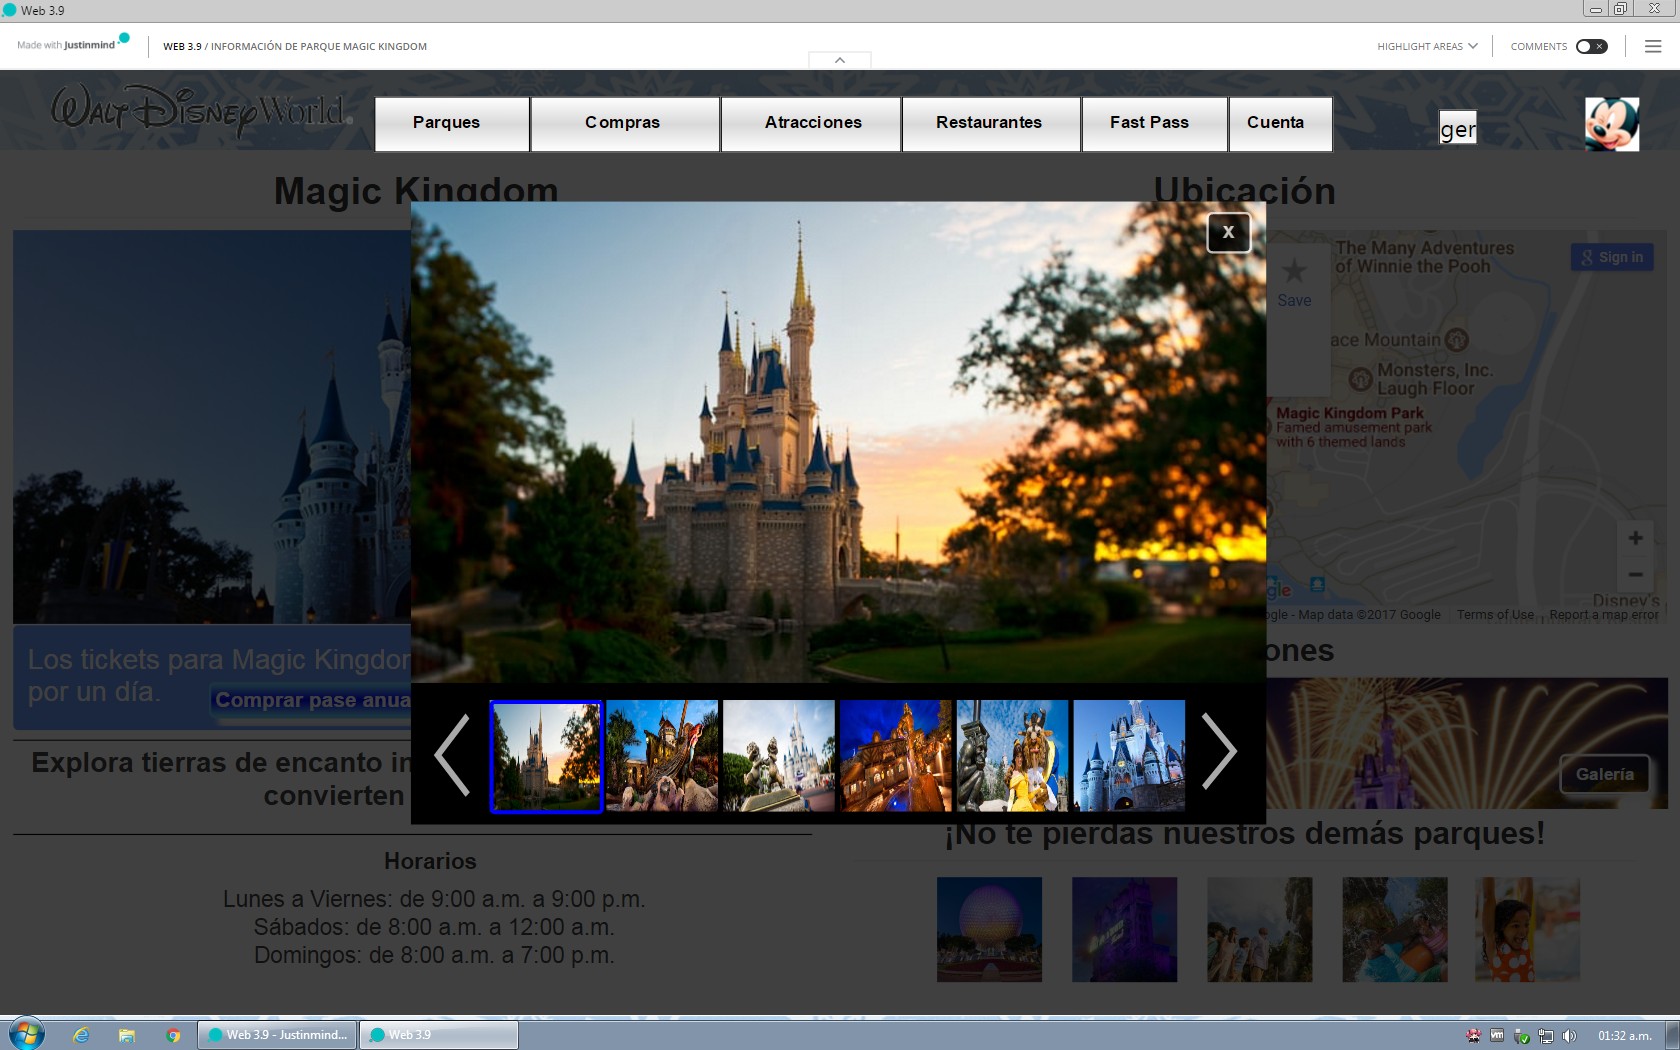 Web 3.9
Made with Justinmind
WEB 3.9 / INFORMACIÓN DE PARQUE MAGIC KINGDOM
HIGHLIGHT AREAS
COMMENTS
Walt Disney World
Parques
Compras
Atracciones
Restaurantes
Fast Pass
Cuenta
ger
Magic Kingdom
Ubicación
X
The Many Adventures
of Winnie the Pooh
Sign in
Save
ace Mountain
Monsters, Inc.
Laugh Floor
Magic Kingdom Park
Famed amusement park
with 6 themed lands
+
−
gle
Disney's
ogle - Map data ©2017 Google Terms of Use Report a map error
Los tickets para Magic Kingdom
por un día.
Comprar pase anua
ones
Explora tierras de encanto in
convierten
Galería
¡No te pierdas nuestros demás parques!
Horarios
Lunes a Viernes: de 9:00 a.m. a 9:00 p.m.
Sábados: de 8:00 a.m. a 12:00 a.m.
Domingos: de 8:00 a.m. a 7:00 p.m.
Web 3.9 - Justinmind...
Web 3.9
vm
01:32 a.m.